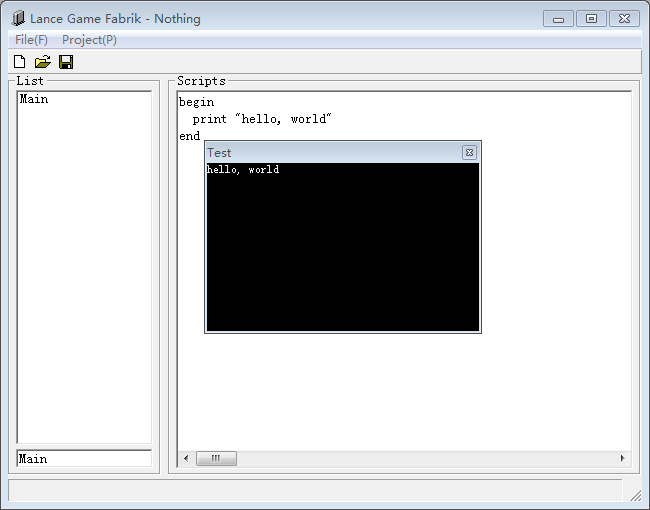 Lance Game Fabrik - Nothing
File(F) Project(P)
List
Main
Main
Scripts
begin
print "hello, world"
end
Test
hello, world